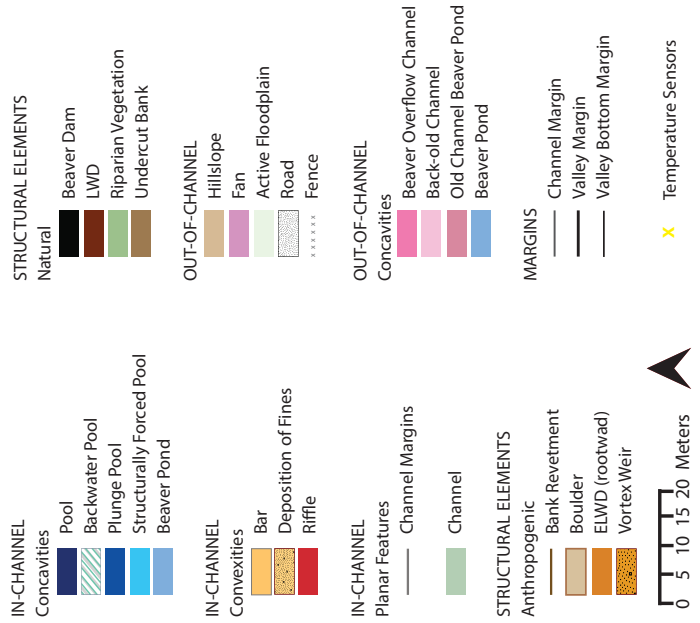 IN-CHANNEL
Concavities
Pool
Backwater Pool
Plunge Pool
Structurally Forced Pool
Beaver Pond
IN-CHANNEL
Convexities
Bar
Deposition of Fines
Riffle
IN-CHANNEL
Planar Features
Channel Margins
Channel
STRUCTURAL ELEMENTS
Anthropogenic
Bank Revetment
Boulder
ELWD (rootwad)
Vortex Weir
0 5 10 15 20 Meters
STRUCTURAL ELEMENTS
Natural
Beaver Dam
LWD
Riparian Vegetation
Undercut Bank
OUT-OF-CHANNEL
Hillslope
Fan
Active Floodplain
Road
Fence
OUT-OF-CHANNEL
Concavities
Beaver Overflow Channel
Back-old Channel
Old Channel Beaver Pond
Beaver Pond
MARGINS
Channel Margin
Valley Margin
Valley Bottom Margin
x Temperature Sensors